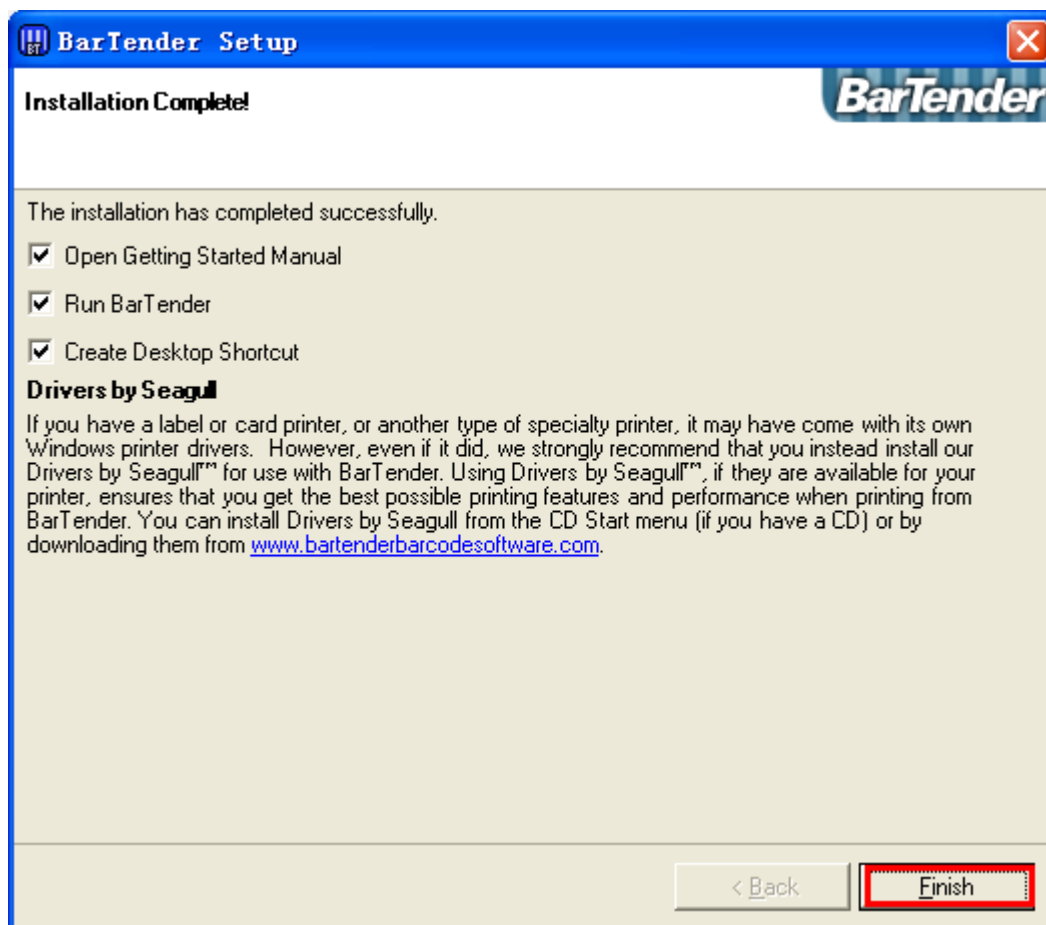 BarTender Setup
Installation Complete!
BarTender
The installation has completed successfully.
Open Getting Started Manual
Run BarTender
Create Desktop Shortcut
Drivers by Seagull
If you have a label or card printer, or another type of specialty printer, it may have come with its own
Windows printer drivers.  However, even if it did, we strongly recommend that you instead install our
Drivers by Seagull™ for use with BarTender. Using Drivers by Seagull™, if they are available for your
printer, ensures that you get the best possible printing features and performance when printing from
BarTender. You can install Drivers by Seagull from the CD Start menu (if you have a CD) or by
downloading them from www.bartenderbarcodesoftware.com.
< Back
Finish